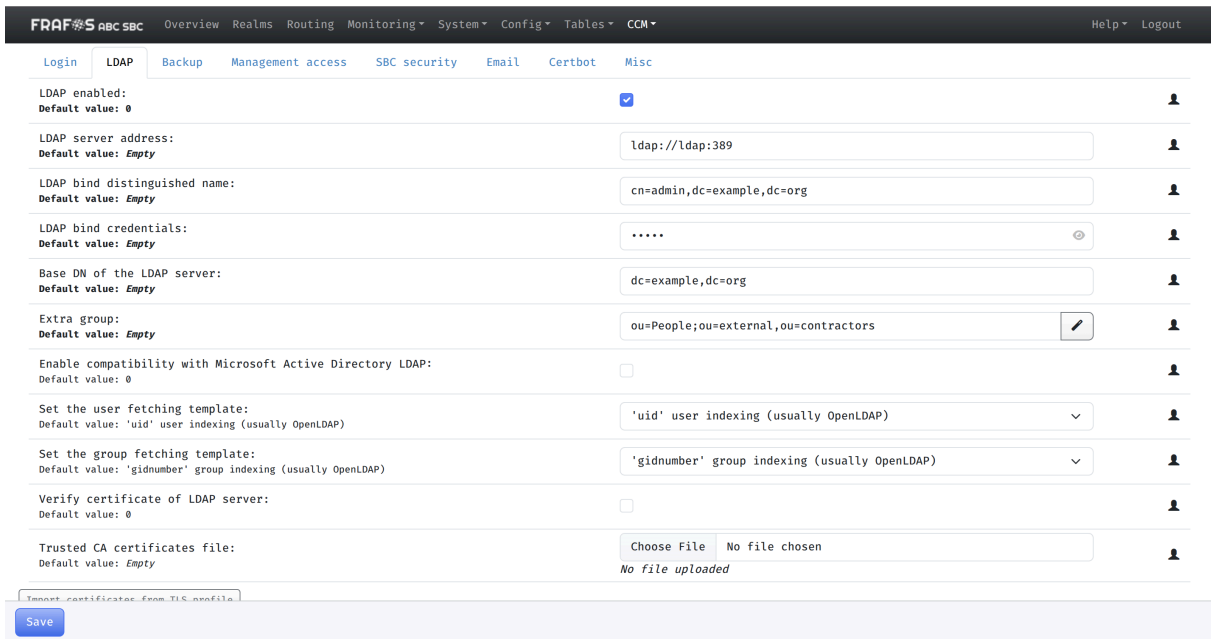 FRAFOS ABC SBC Overview Realms Routing Monitoring System Config Tables CCM Help Logout
Login LDAP Backup Management access SBC security Email Certbot Misc
LDAP enabled:
Default value: 0
LDAP server address:
Default value: Empty
ldap://ldap:389
LDAP bind distinguished name:
Default value: Empty
cn=admin,dc=example,dc=org
LDAP bind credentials:
Default value: Empty
•••••
Base DN of the LDAP server:
Default value: Empty
dc=example,dc=org
Extra group:
Default value: Empty
ou=People;ou=external,ou=contractors
Enable compatibility with Microsoft Active Directory LDAP:
Default value: 0
Set the user fetching template:
Default value: 'uid' user indexing (usually OpenLDAP)
'uid' user indexing (usually OpenLDAP)
Set the group fetching template:
Default value: 'gidnumber' group indexing (usually OpenLDAP)
'gidnumber' group indexing (usually OpenLDAP)
Verify certificate of LDAP server:
Default value: 0
Trusted CA certificates file:
Default value: Empty
Choose File No file chosen
No file uploaded
Import certificates from TLS profile
Save